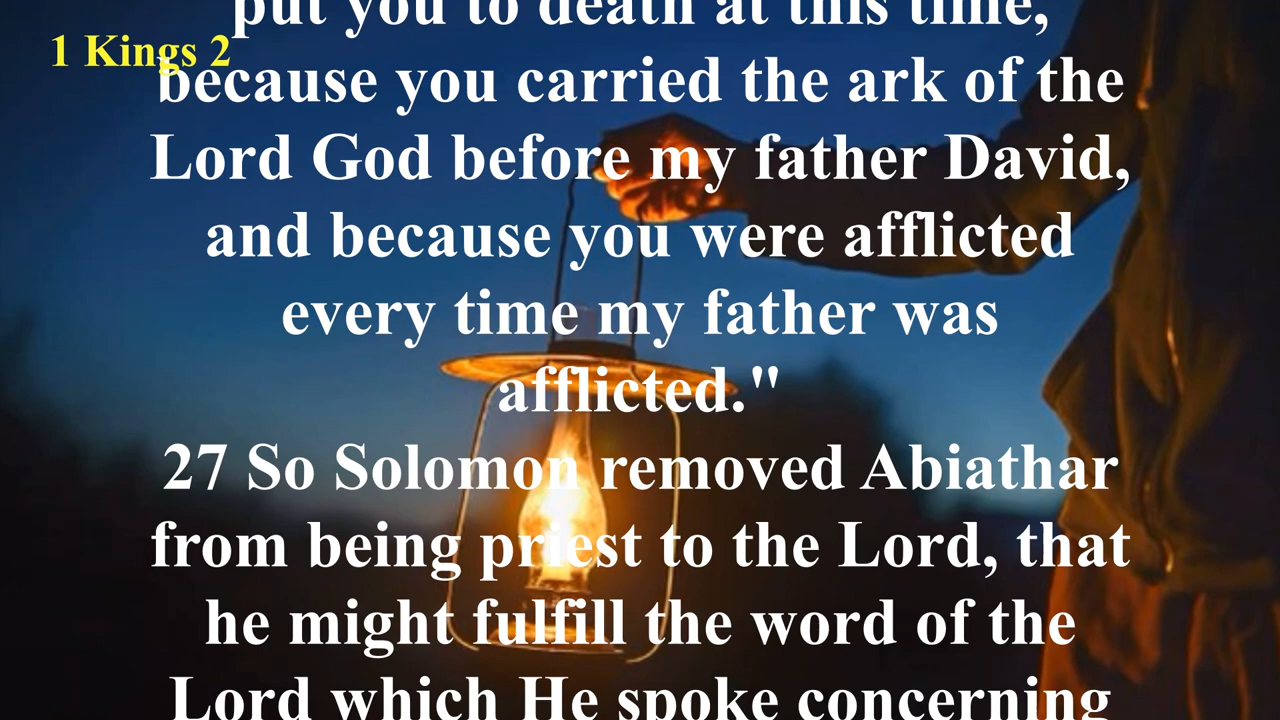 put you to death at this time,
1 Kings 2
because you carried the ark of the
Lord God before my father David,
and because you were afflicted
every time my father was
afflicted."
27 So Solomon removed Abiathar
from being priest to the Lord, that
he might fulfill the word of the
Lord which He spoke concerning